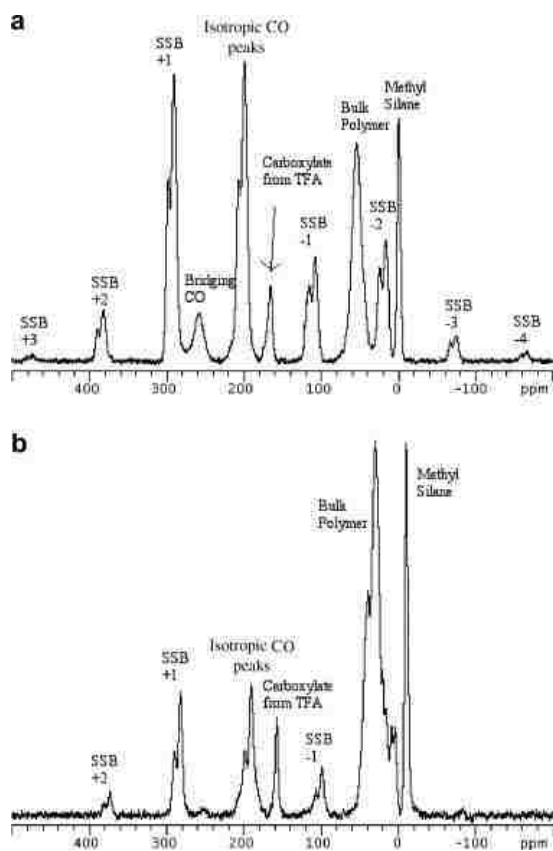 a
Isotropic CO
peaks
SSB
+1
Methyl
Silane
Bulk
Polymer
Carboxylate
from TFA
SSB
-1
SSB
-2
SSB
+2
Bridging
CO
SSB
+3
SSB
-3
SSB
-4
400 300 200 100 0 -100 ppm
b
Methyl
Silane
Bulk
Polymer
Isotropic CO
peaks
SSB
+1
Carboxylate
from TFA
SSB
-1
SSB
+2
400 300 200 100 0 -100 ppm